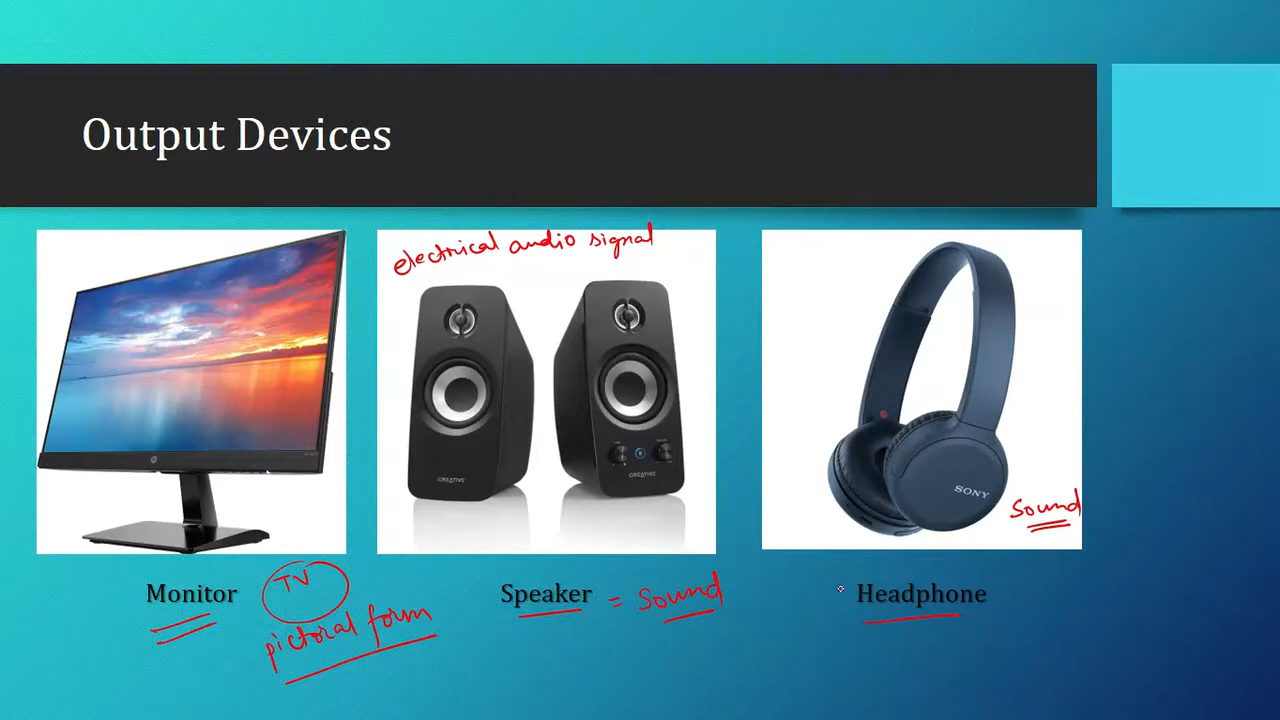 Output Devices
electrical audio signal
CREATIVE
CREATIVE
SONY
Sound
Monitor
TV
pictoral form
Speaker = Sound
Headphone